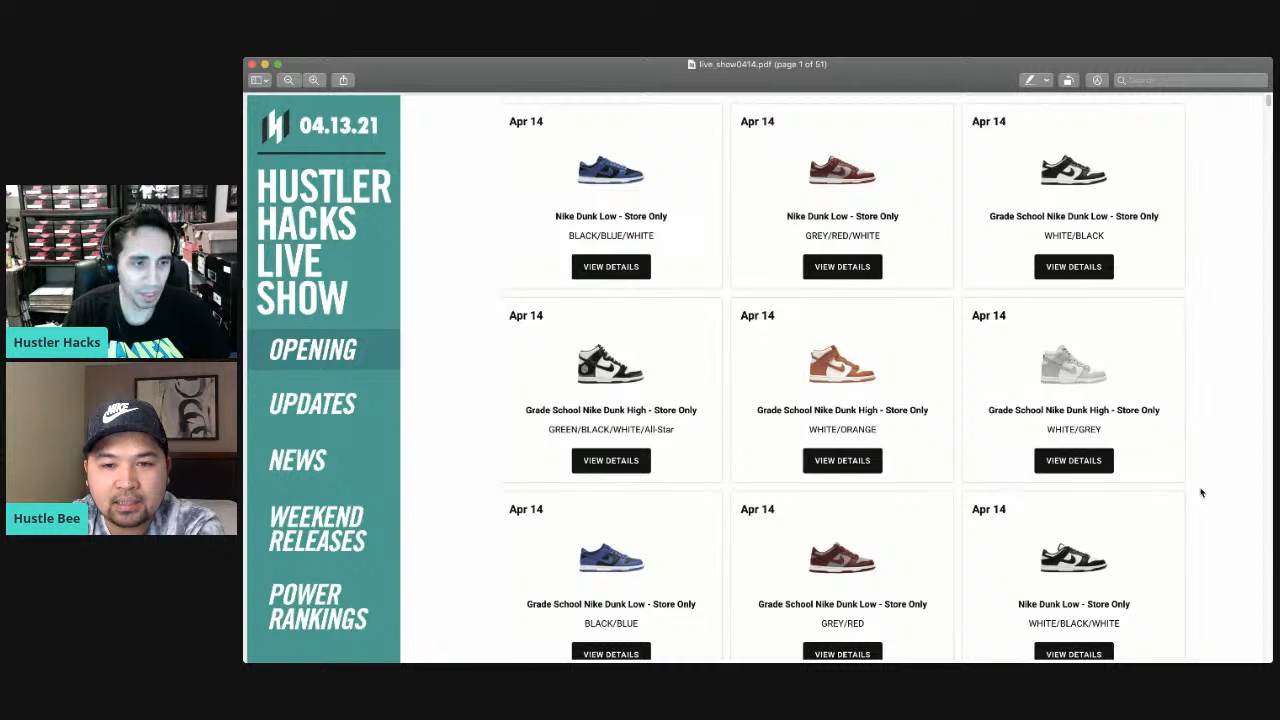 live_show0414.pdf (page 1 of 51)
Search
04.13.21
HUSTLER
HACKS
LIVE
SHOW
OPENING
UPDATES
NEWS
WEEKEND
RELEASES
POWER
RANKINGS
Apr 14
Nike Dunk Low - Store Only
BLACK/BLUE/WHITE
VIEW DETAILS
Apr 14
Nike Dunk Low - Store Only
GREY/RED/WHITE
VIEW DETAILS
Apr 14
Grade School Nike Dunk Low - Store Only
WHITE/BLACK
VIEW DETAILS
Apr 14
Grade School Nike Dunk High - Store Only
GREEN/BLACK/WHITE/All-Star
VIEW DETAILS
Apr 14
Grade School Nike Dunk High - Store Only
WHITE/ORANGE
VIEW DETAILS
Apr 14
Grade School Nike Dunk High - Store Only
WHITE/GREY
VIEW DETAILS
Apr 14
Grade School Nike Dunk Low - Store Only
BLACK/BLUE
VIEW DETAILS
Apr 14
Grade School Nike Dunk Low - Store Only
GREY/RED
VIEW DETAILS
Apr 14
Nike Dunk Low - Store Only
WHITE/BLACK/WHITE
VIEW DETAILS
Hustler Hacks
NIKE
Hustle Bee